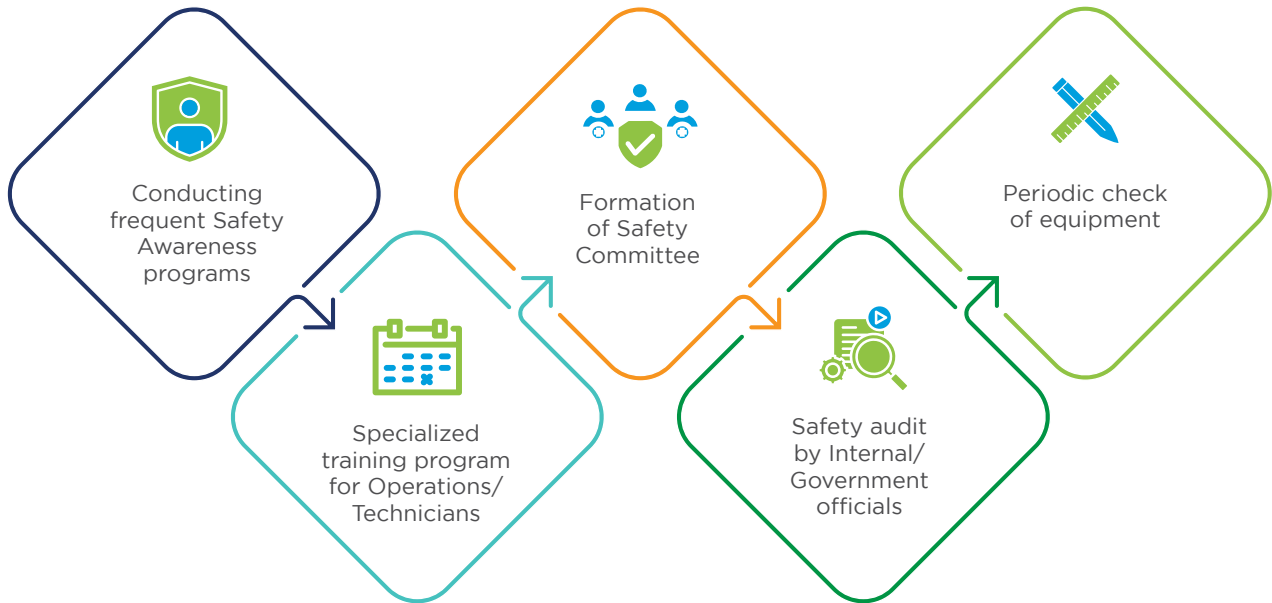 Conducting
frequent Safety
Awareness
programs
Specialized
training program
for Operations/
Technicians
Formation
of Safety
Committee
Safety audit
by Internal/
Government
officials
Periodic check
of equipment